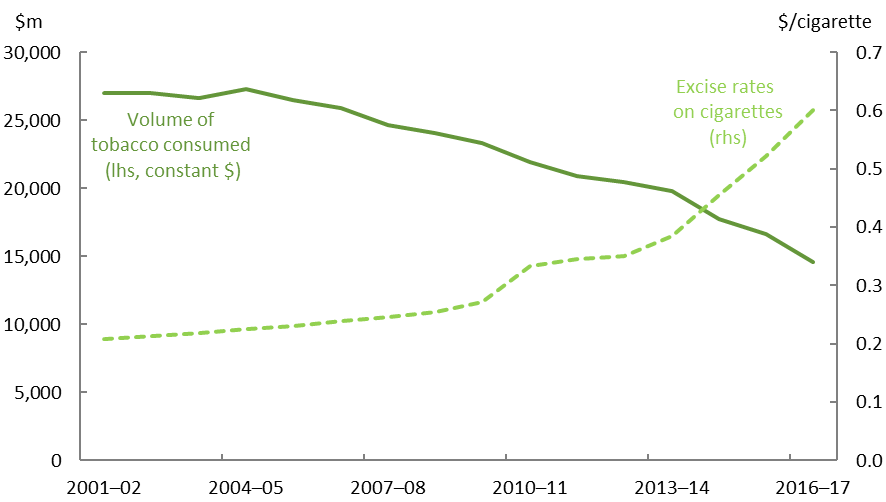 $m
$/cigarette
30,000
25,000
20,000
15,000
10,000
5,000
0
0.7
0.6
0.5
0.4
0.3
0.2
0.1
0.0
Volume of
tobacco consumed
(lhs, constant $)
Excise rates
on cigarettes
(rhs)
2001–02
2004–05
2007–08
2010–11
2013–14
2016–17